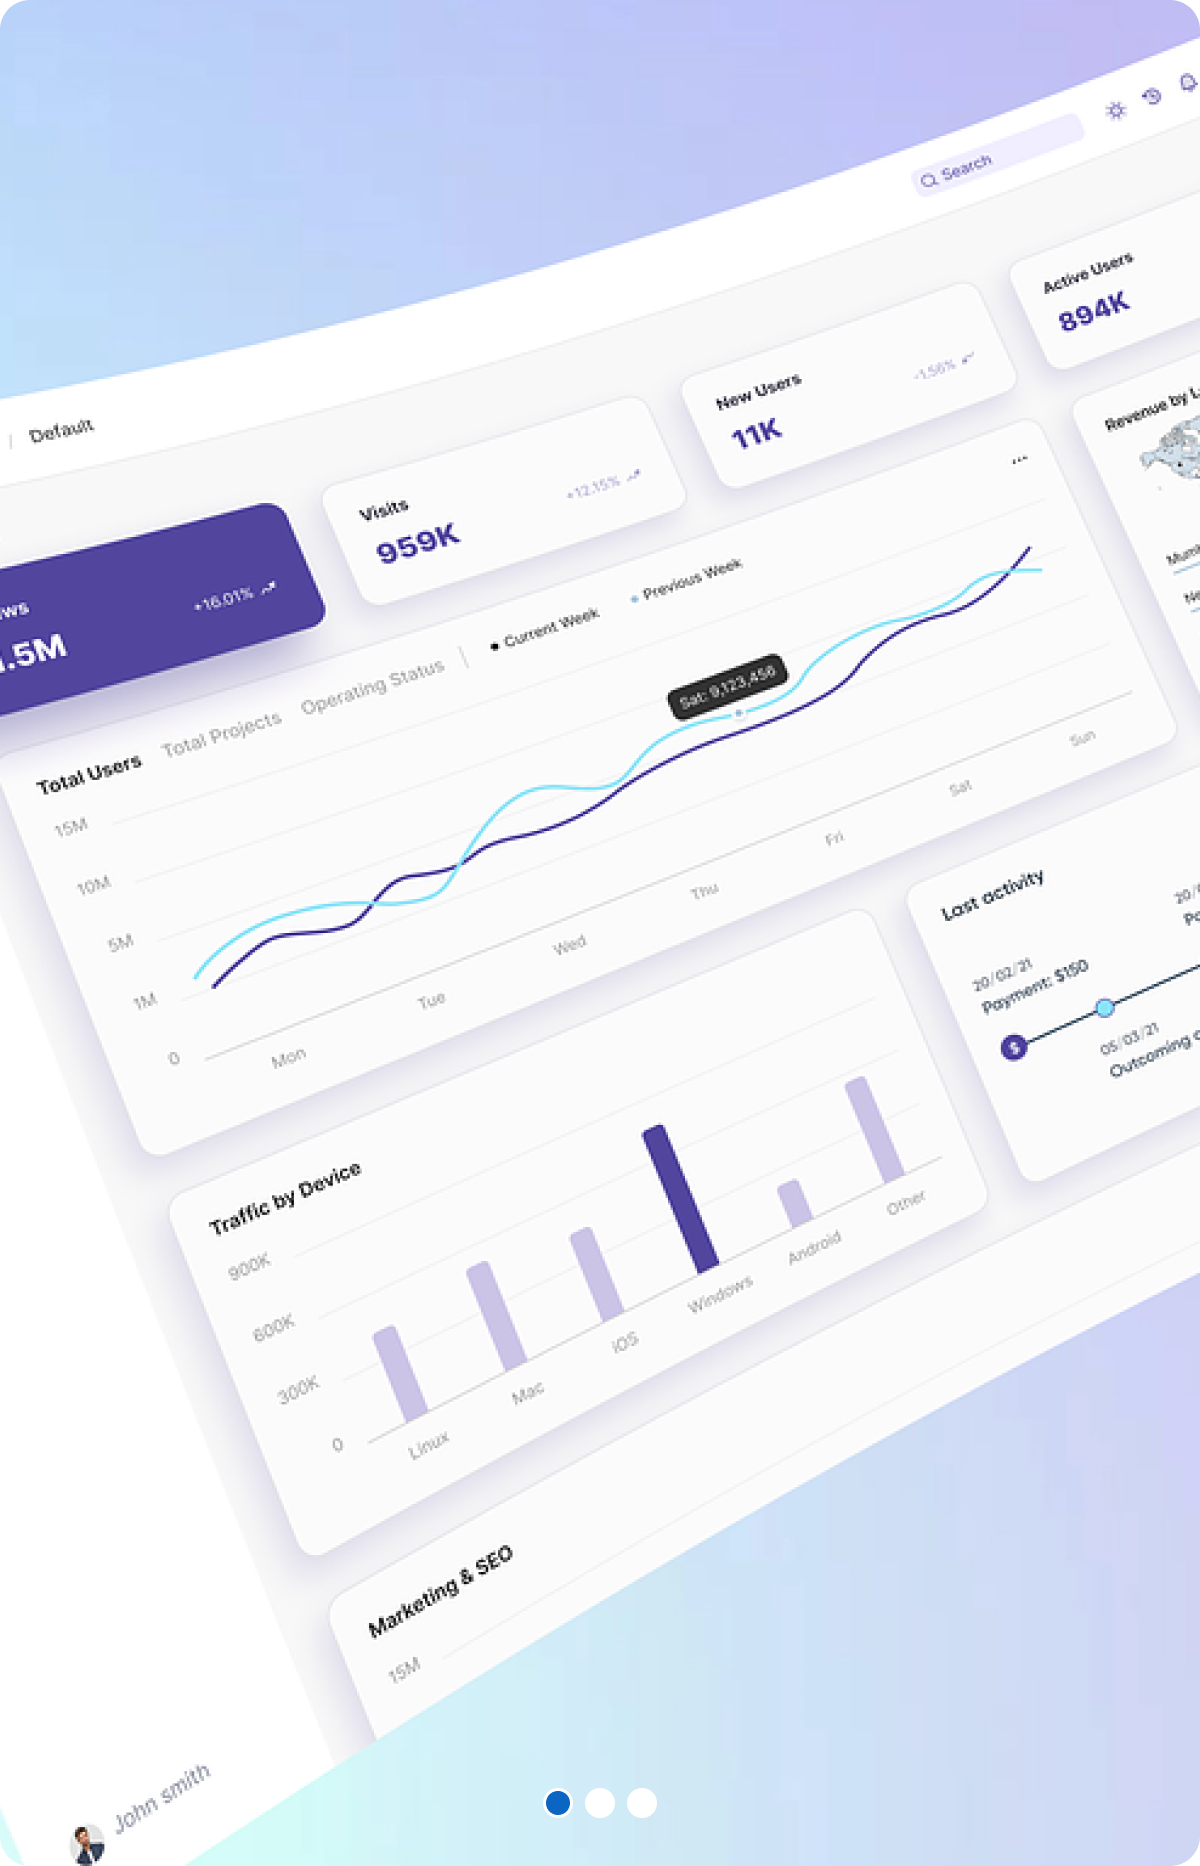 Search
/ Default
ws
.5M
+16.01%
Visits
959K
+12.15%
New Users
11K
-1.56%
Active Users
894K
Total Users
Total Projects
Operating Status
Current Week
Previous Week
15M
10M
5M
1M
0
Sat: 9,123,456
Mon
Tue
Wed
Thu
Fri
Sat
Sun
Revenue by L
Traffic by Device
900K
600K
300K
0
Linux
Mac
iOS
Windows
Android
Other
Last activity
20/02/21
Payment: $150
$
05/03/21
Outcoming
20/
Marketing & SEO
15M
John smith